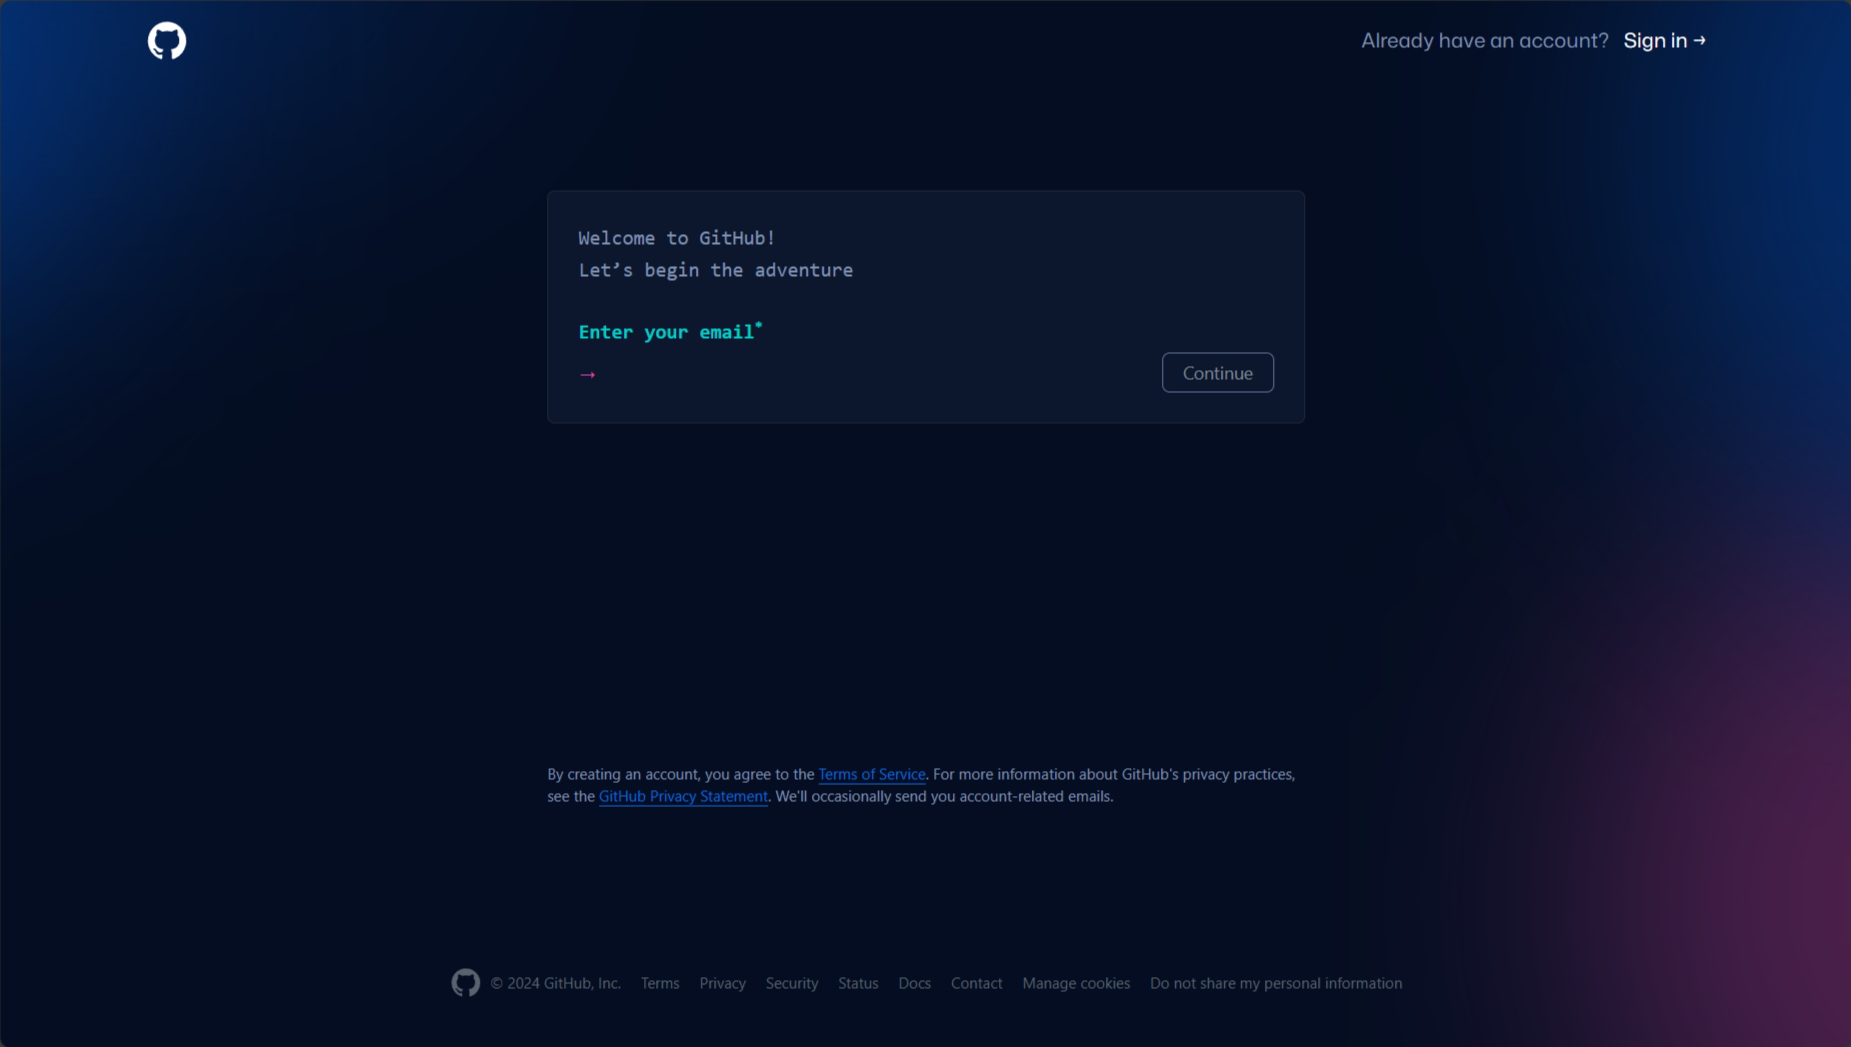 Already have an account? Sign in →
Welcome to GitHub!
Let’s begin the adventure
Enter your email*
→
Continue
By creating an account, you agree to the Terms of Service. For more information about GitHub's privacy practices,
see the GitHub Privacy Statement. We'll occasionally send you account-related emails.
© 2024 GitHub, Inc. Terms Privacy Security Status Docs Contact Manage cookies Do not share my personal information